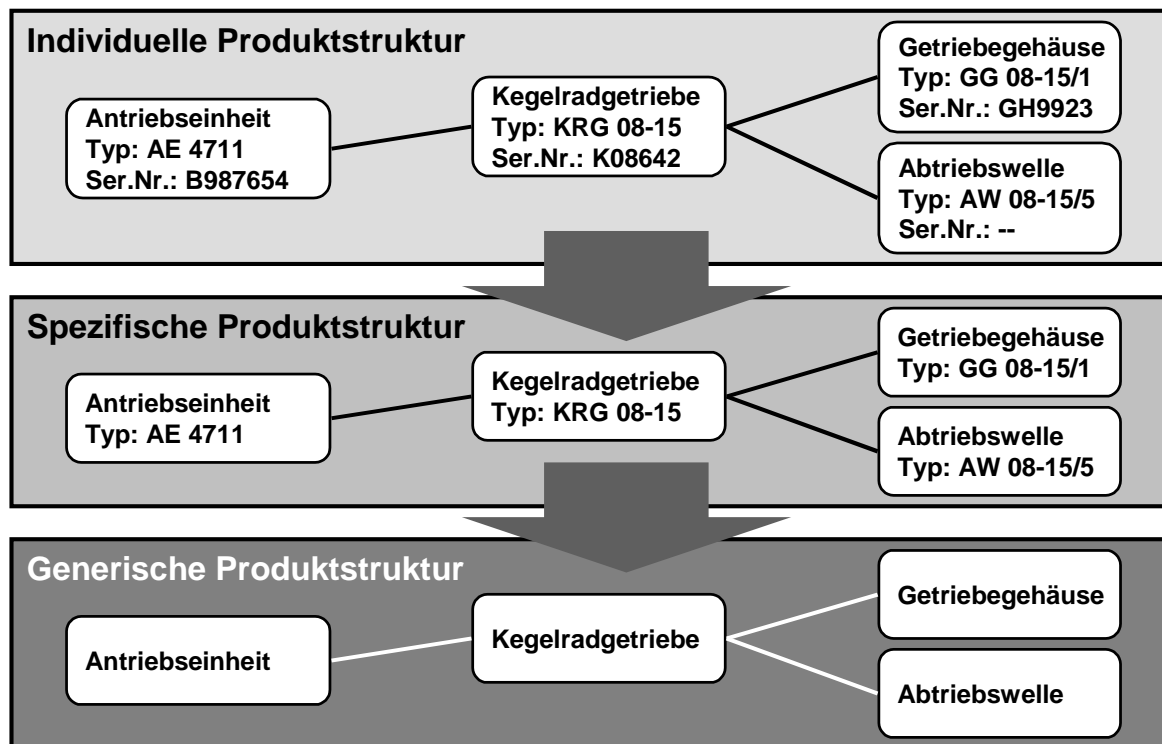 Individuelle Produktstruktur
Antriebseinheit
Typ: AE 4711
Ser.Nr.: B987654
Kegelradgetriebe
Typ: KRG 08-15
Ser.Nr.: K08642
Getriebegehäuse
Typ: GG 08-15/1
Ser.Nr.: GH9923
Abtriebswelle
Typ: AW 08-15/5
Ser.Nr.: --
Spezifische Produktstruktur
Antriebseinheit
Typ: AE 4711
Kegelradgetriebe
Typ: KRG 08-15
Getriebegehäuse
Typ: GG 08-15/1
Abtriebswelle
Typ: AW 08-15/5
Generische Produktstruktur
Antriebseinheit
Kegelradgetriebe
Getriebegehäuse
Abtriebswelle